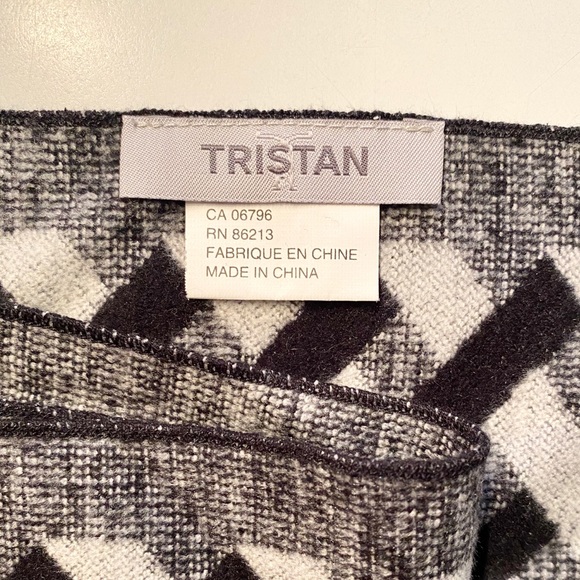 TRISTAN
CA 06796
RN 86213
FABRIQUE EN CHINE
MADE IN CHINA